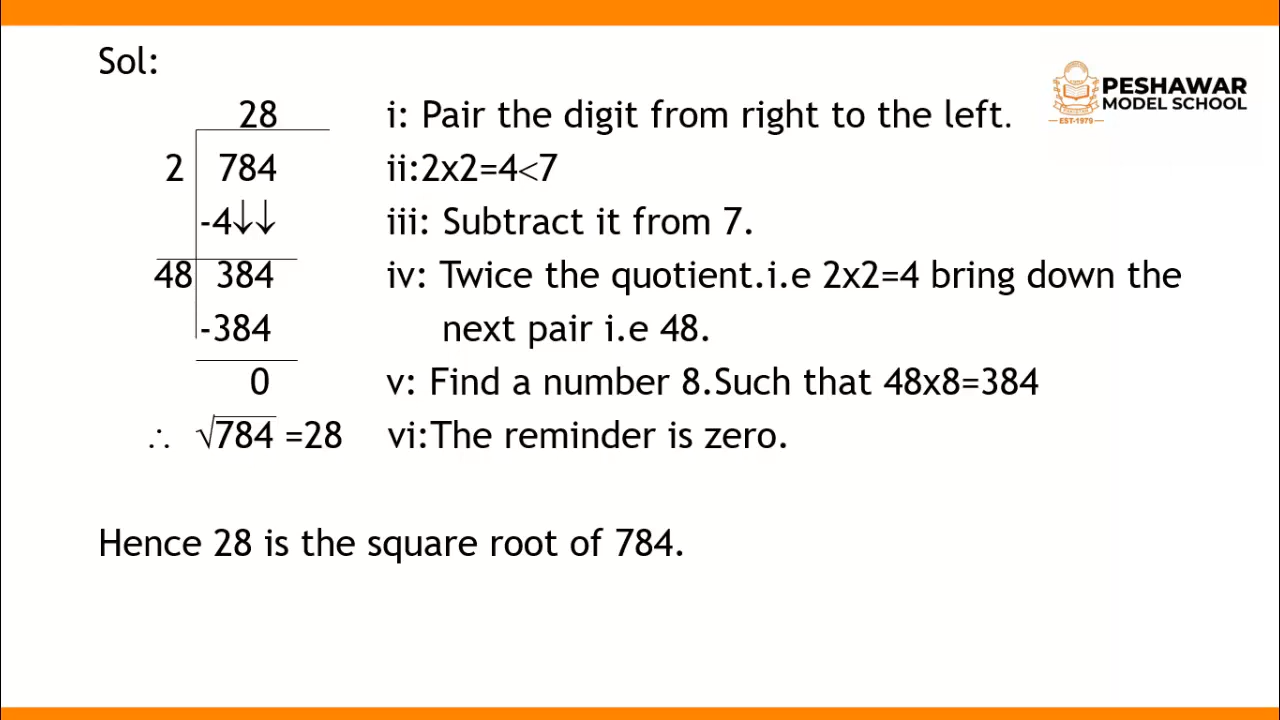 Sol:
PESHAWAR
MODEL SCHOOL
EST-1979
28 i: Pair the digit from right to the left.
2 784 ii:2x2=4<7
-4↓↓ iii: Subtract it from 7.
48 384 iv: Twice the quotient.i.e 2x2=4 bring down the
-384 next pair i.e 48.
0 v: Find a number 8.Such that 48x8=384
∴ √784 =28 vi:The reminder is zero.
Hence 28 is the square root of 784.